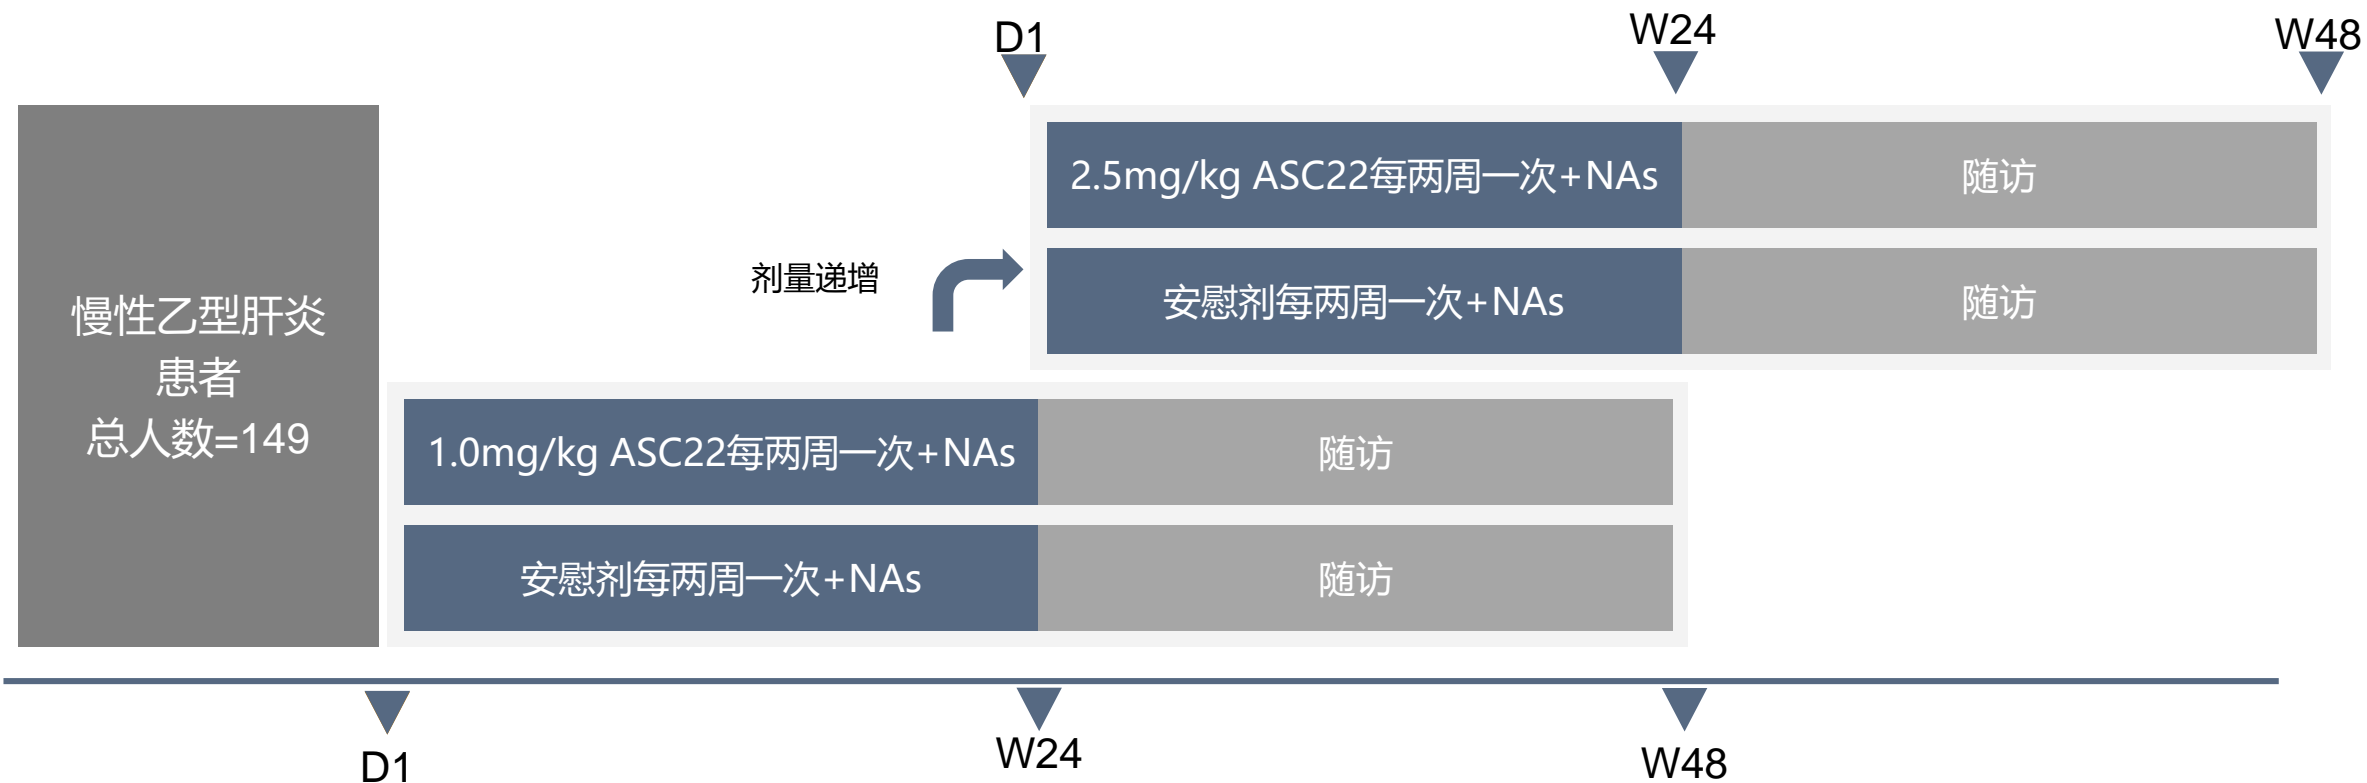 D1
W24
W48
慢性乙型肝炎
患者
总人数=149
2.5mg/kg ASC22每两周一次+NAs
随访
剂量递增
安慰剂每两周一次+NAs
随访
1.0mg/kg ASC22每两周一次+NAs
随访
安慰剂每两周一次+NAs
随访
D1
W24
W48